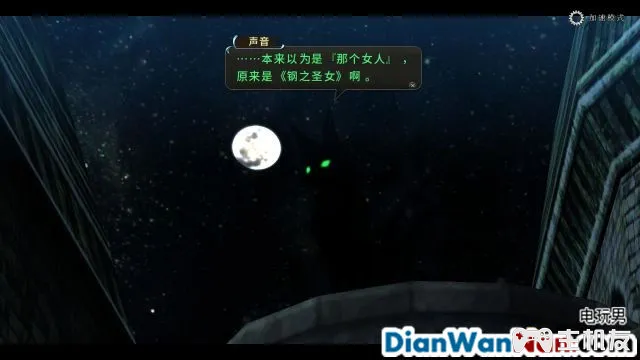 加速模式
声音
……本来以为是『那个女人』，
原来是《钢之圣女》啊。
电玩男
DianWan